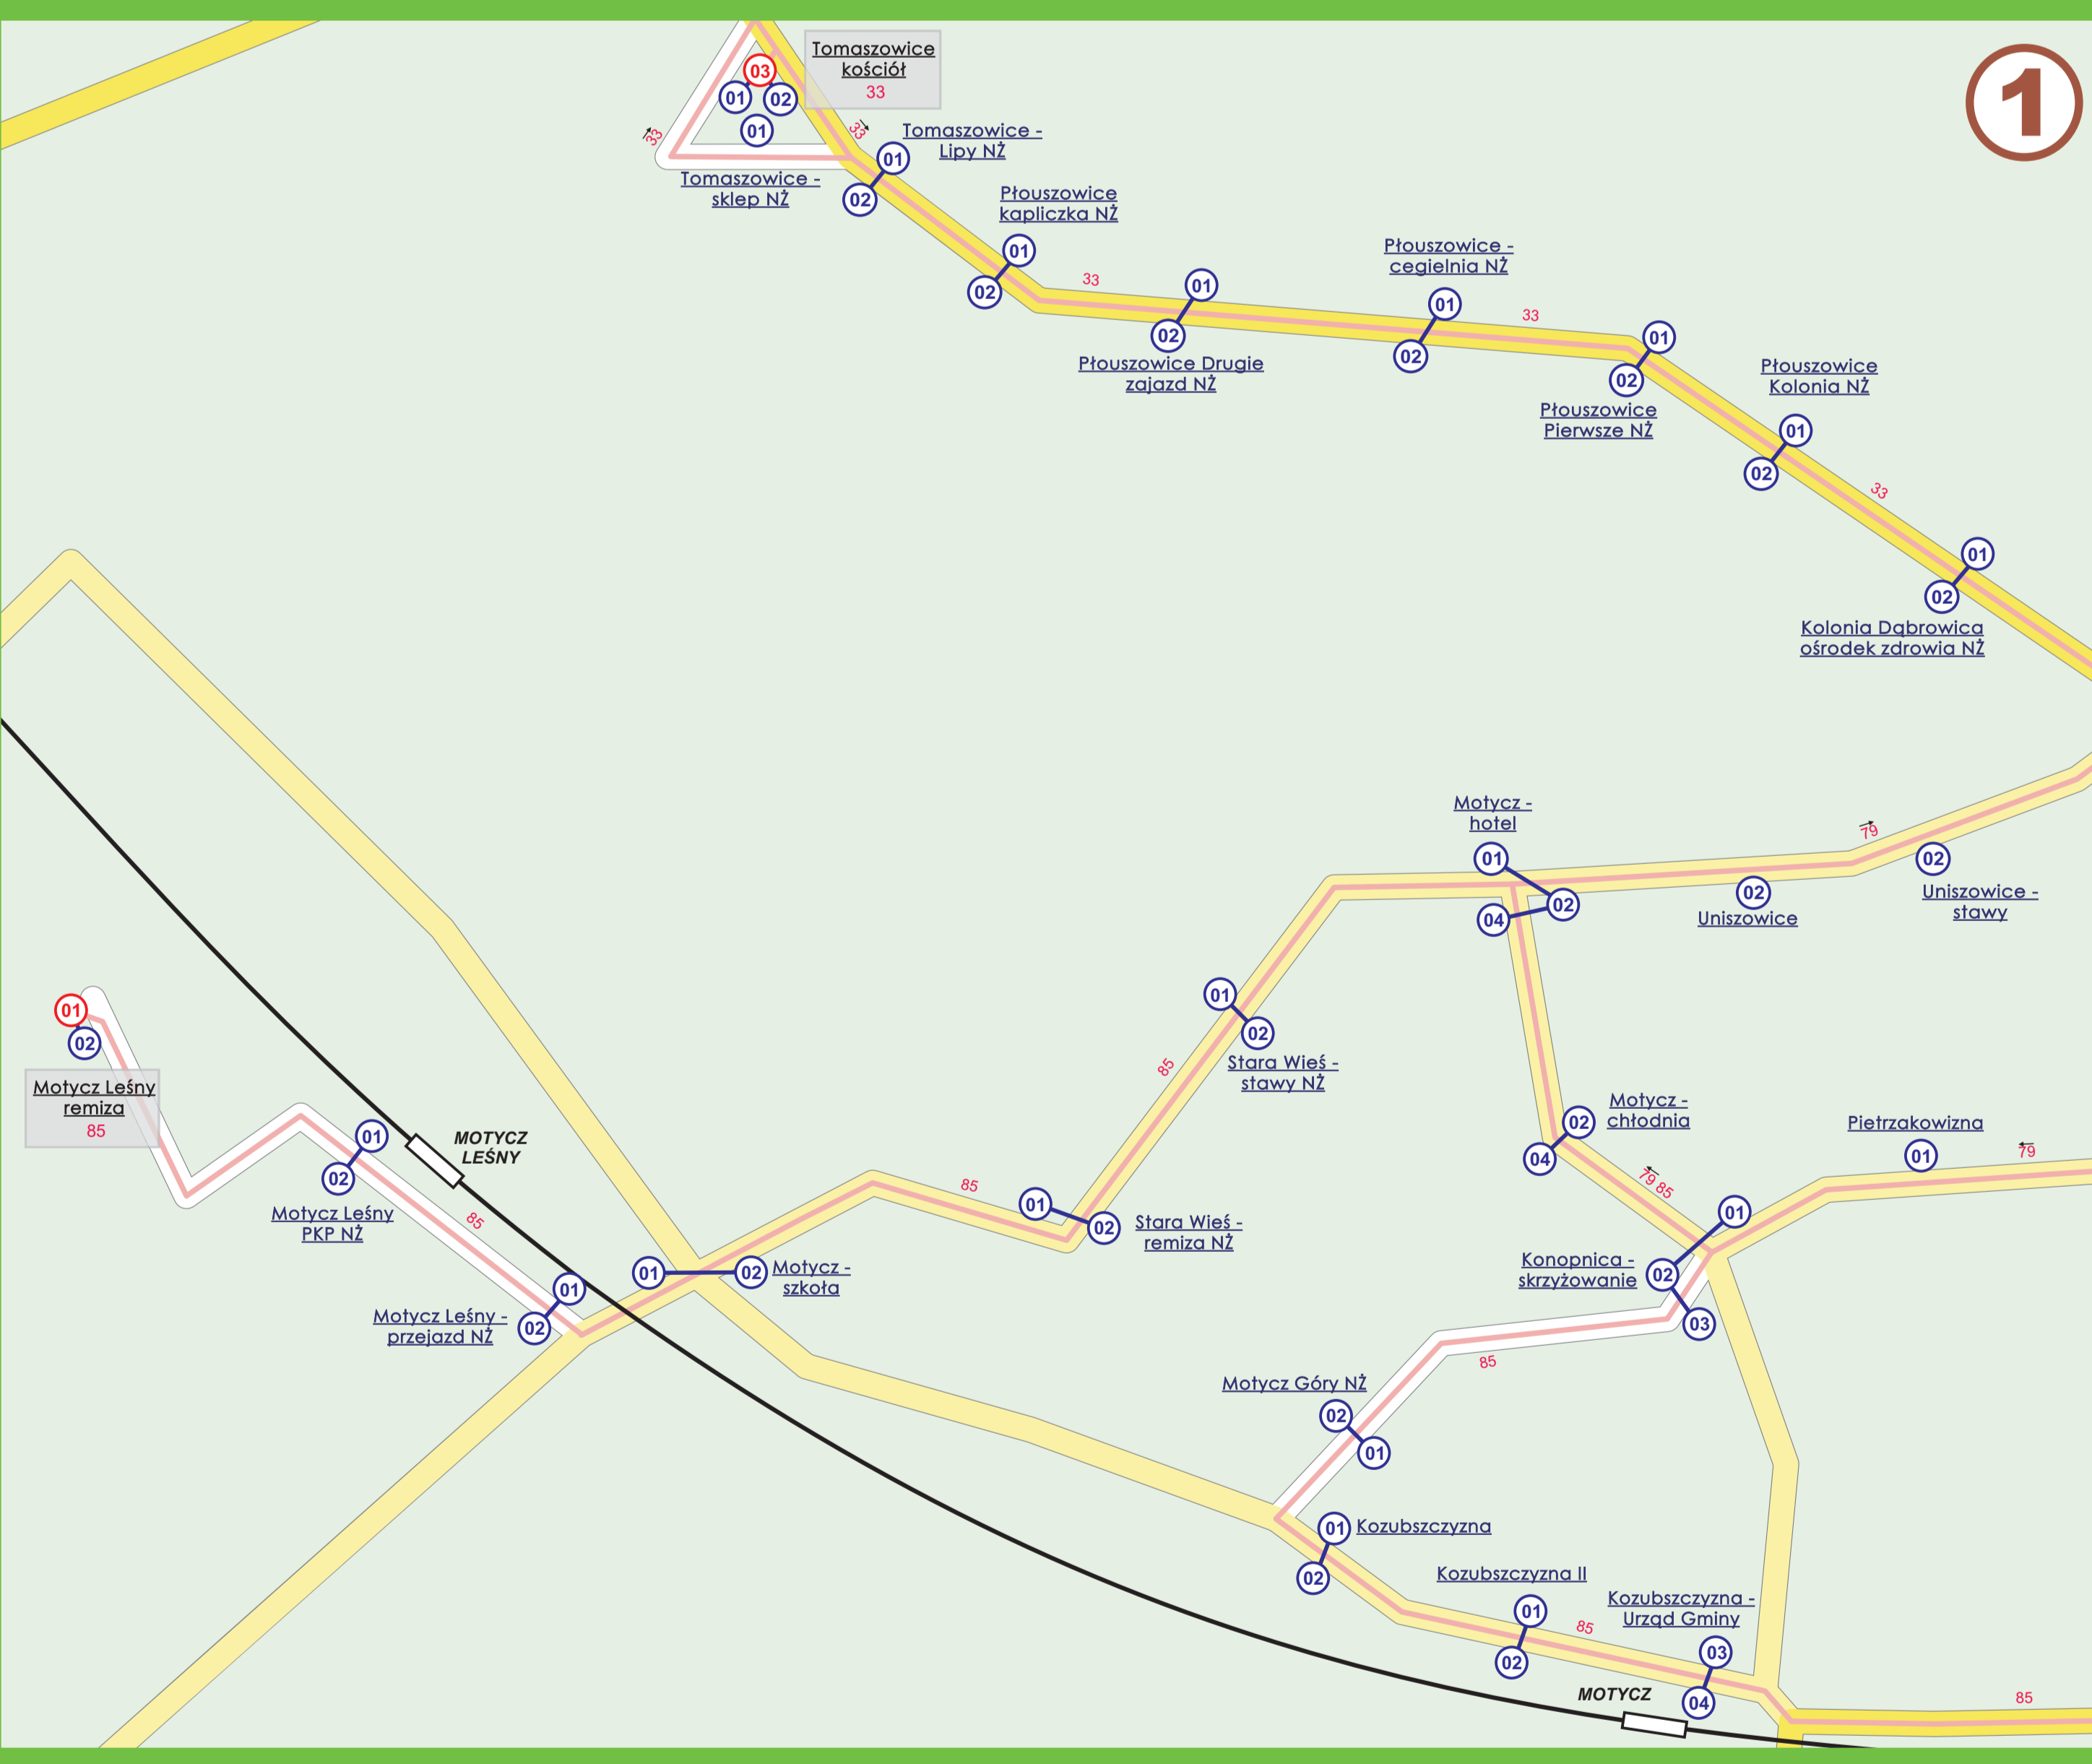 1
Tomaszowice
kościół
33
03
01
02
01
33
33
Tomaszowice -
sklep NŻ
Tomaszowice -
Lipy NŻ
01
02
Płouszowice
kapliczka NŻ
01
02
33
01
02
Płouszowice Drugie
zajazd NŻ
Płouszowice -
cegielnia NŻ
01
02
33
01
02
Płouszowice
Pierwsze NŻ
Płouszowice
Kolonia NŻ
01
02
33
01
02
Kolonia Dąbrowica
ośrodek zdrowia NŻ
Motycz -
hotel
01
02
04
79
02
Uniszowice
02
Uniszowice -
stawy
01
02
Stara Wieś -
stawy NŻ
85
01
02
Motycz Leśny
remiza
85
01
02
Motycz Leśny
PKP NŻ
MOTYCZ
LEŚNY
85
01
02
Motycz Leśny -
przejazd NŻ
01
02
Motycz -
szkoła
85
01
02
Stara Wieś -
remiza NŻ
02
04
Motycz -
chłodnia
79 85
Pietrzakowizna
01
79
01
02
03
Konopnica -
skrzyżowanie
85
Motycz Góry NŻ
02
01
01
02
Kozubszczyzna
Kozubszczyzna II
01
02
85
Kozubszczyzna -
Urząd Gminy
03
04
MOTYCZ
85